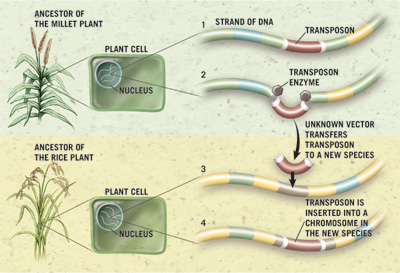 ANCESTOR OF
THE MILLET PLANT
PLANT CELL
NUCLEUS
1
STRAND OF DNA
TRANSPOSON
2
TRANSPOSON
ENZYME
UNKNOWN VECTOR
TRANSFERS
TRANSPOSON
TO A NEW SPECIES
ANCESTOR OF
THE RICE PLANT
PLANT CELL
NUCLEUS
3
4
TRANSPOSON IS
INSERTED INTO A
CHROMOSOME IN
THE NEW SPECIES